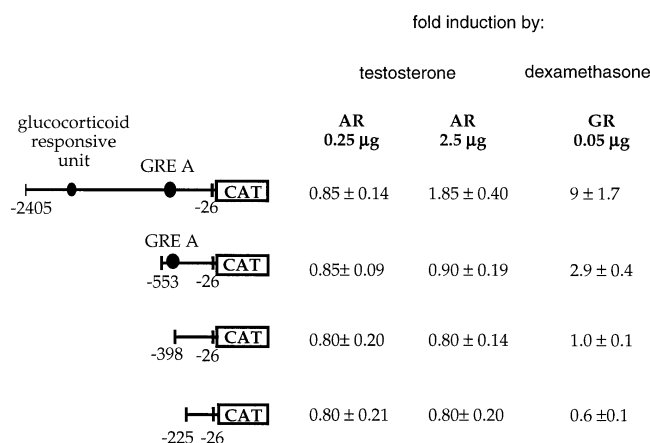 fold induction by:
testosterone dexamethasone
AR AR GR
0.25 µg 2.5 µg 0.05 µg
glucocorticoid
responsive
unit
GRE A
CAT 0.85 ± 0.14 1.85 ± 0.40 9 ± 1.7
-2405 -26
GRE A
CAT 0.85± 0.09 0.90 ± 0.19 2.9 ± 0.4
-553 -26
CAT 0.80± 0.20 0.80 ± 0.14 1.0 ± 0.1
-398 -26
CAT 0.80 ± 0.21 0.80± 0.20 0.6 ±0.1
-225 -26